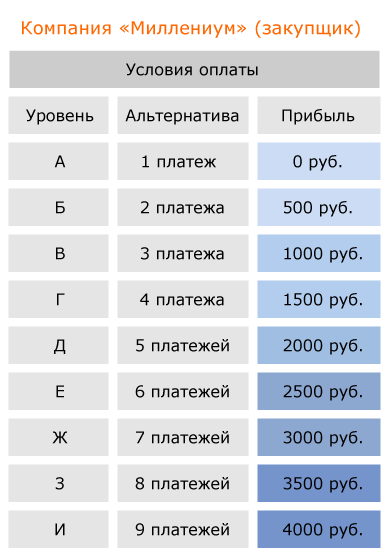 Компания «Миллениум» (закупщик)
Условия оплаты
Уровень Альтернатива Прибыль
А 1 платеж 0 руб.
Б 2 платежа 500 руб.
В 3 платежа 1000 руб.
Г 4 платежа 1500 руб.
Д 5 платежей 2000 руб.
Е 6 платежей 2500 руб.
Ж 7 платежей 3000 руб.
З 8 платежей 3500 руб.
И 9 платежей 4000 руб.